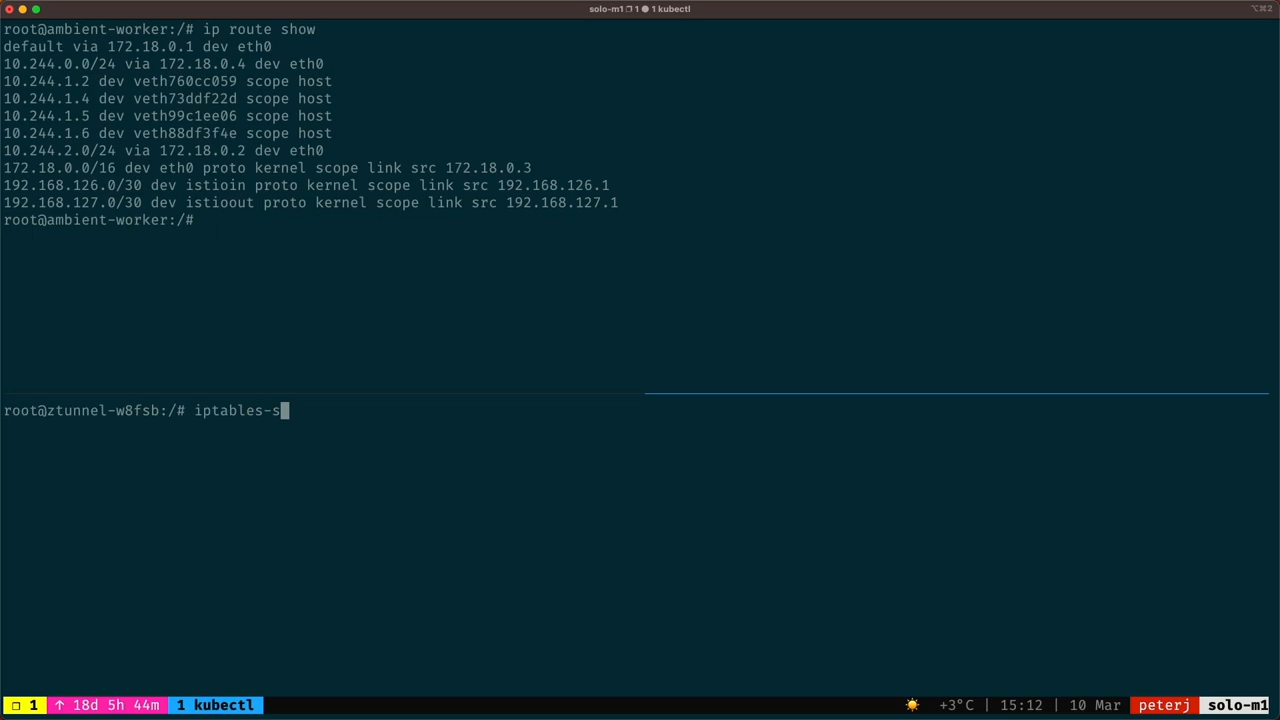 solo-m1 ❐ 1 ● 1 kubectl
⌥⌘2
root@ambient-worker:/# ip route show
default via 172.18.0.1 dev eth0
10.244.0.0/24 via 172.18.0.4 dev eth0
10.244.1.2 dev veth760cc059 scope host
10.244.1.4 dev veth73ddf22d scope host
10.244.1.5 dev veth99c1ee06 scope host
10.244.1.6 dev veth88df3f4e scope host
10.244.2.0/24 via 172.18.0.2 dev eth0
172.18.0.0/16 dev eth0 proto kernel scope link src 172.18.0.3
192.168.126.0/30 dev istioin proto kernel scope link src 192.168.126.1
192.168.127.0/30 dev istioout proto kernel scope link src 192.168.127.1
root@ambient-worker:/#
root@ztunnel-w8fsb:/# iptables-s
❐ 1 ↑ 18d 5h 44m 1 kubectl ☀️ +3°C | 15:12 | 10 Mar peterj solo-m1